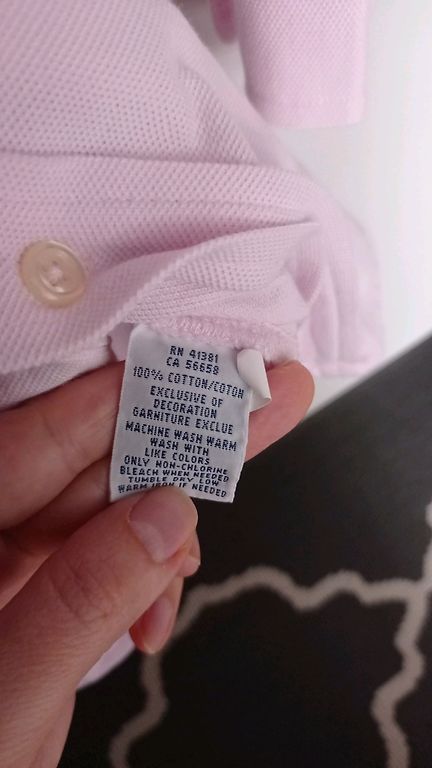 RN 41381
CA 56658
100% COTTON/COTON
EXCLUSIVE OF
DECORATION
GARNITURE EXCLUE
MACHINE WASH WARM
WASH WITH
LIKE COLORS
ONLY NON-CHLORINE
BLEACH WHEN NEEDED
TUMBLE DRY LOW
WARM IRON IF NEEDED